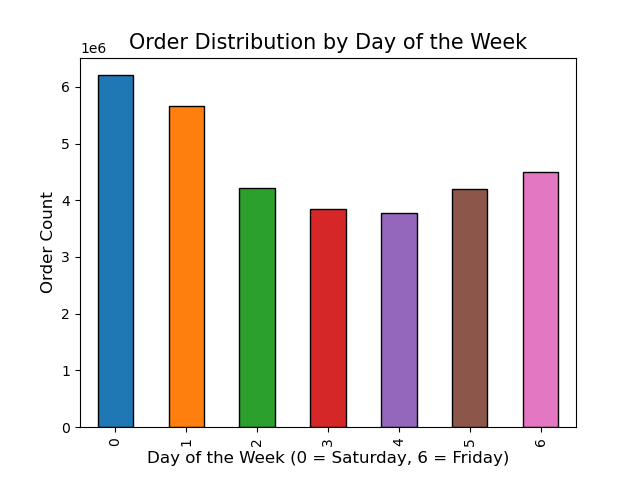 Order Distribution by Day of the Week
1e6
6
5
4
3
2
1
0
Order Count
0 1 2 3 4 5 6
Day of the Week (0 = Saturday, 6 = Friday)